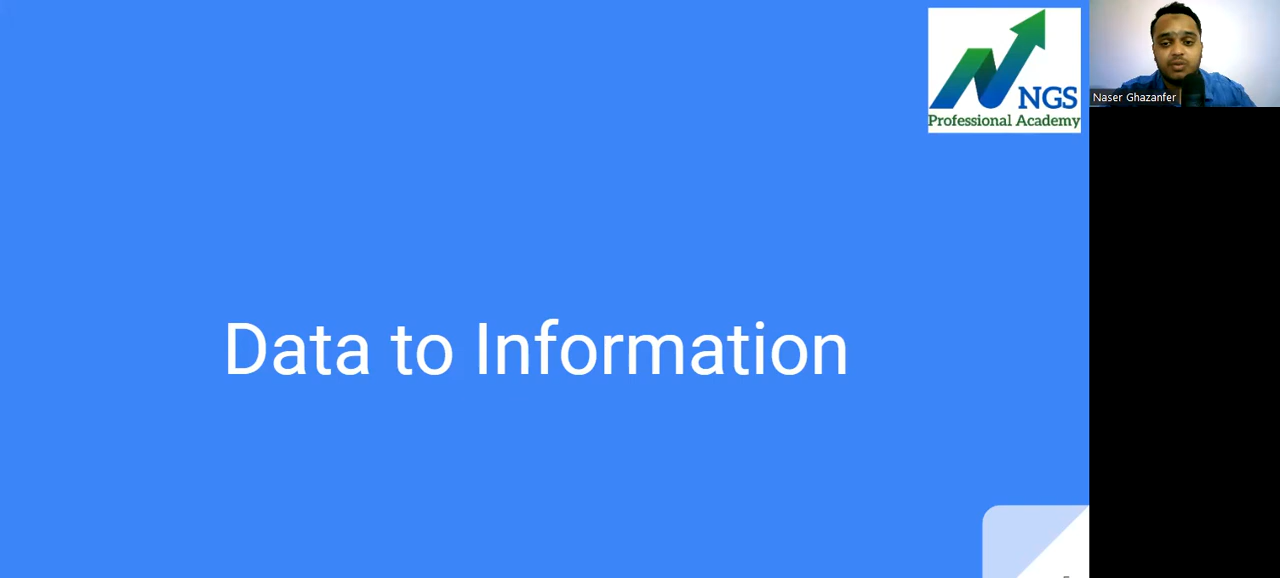 NGS
Professional Academy
Naser Ghazanfer
Data to Information